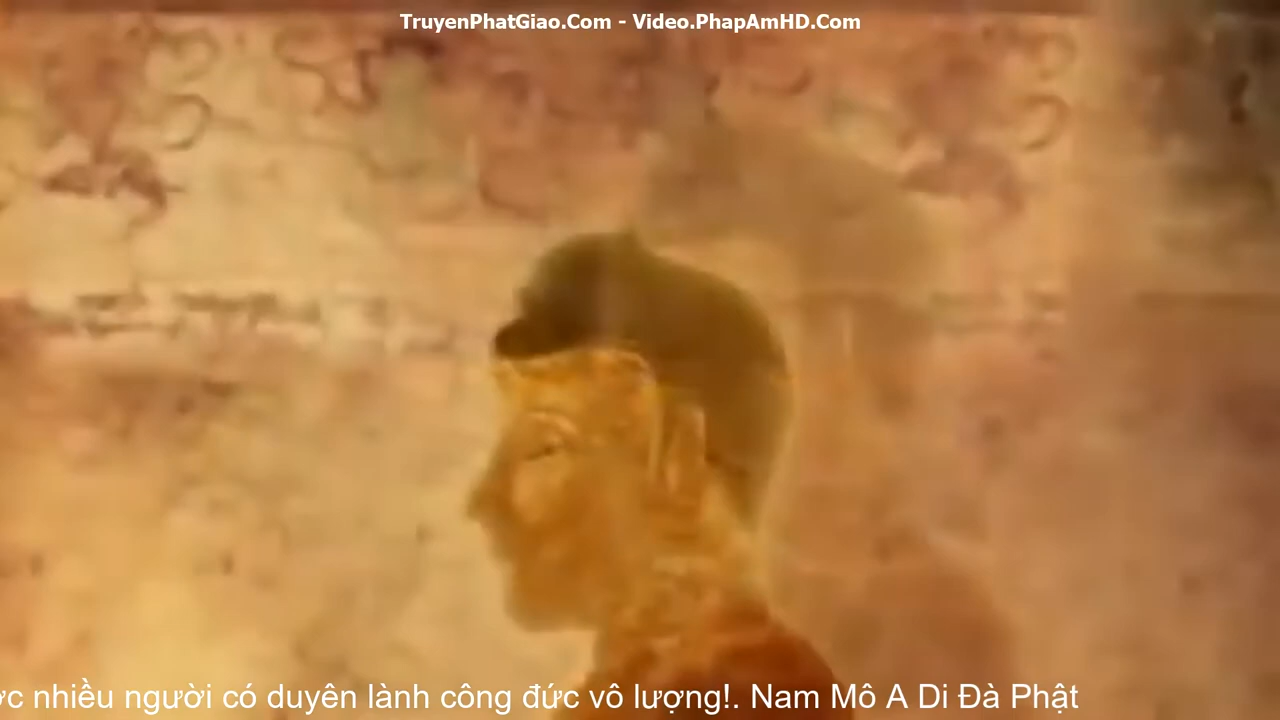 TruyenPhatGiao.Com - Video.PhapAmHD.Com
nhiều người có duyên lành công đức vô lượng!. Nam Mô A Di Đà Phật